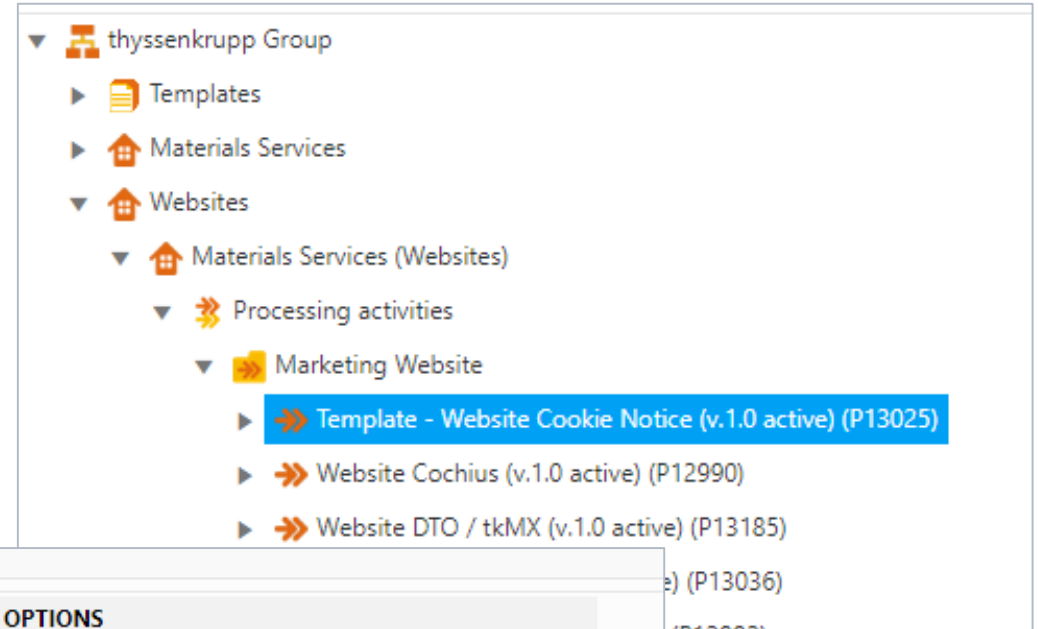 thyssenkrupp Group
Templates
Materials Services
Websites
Materials Services (Websites)
Processing activities
Marketing Website
Template - Website Cookie Notice (v.1.0 active) (P13025)
Website Cochius (v.1.0 active) (P12990)
Website DTO / tkMX (v.1.0 active) (P13185)
e) (P13036)
OPTIONS